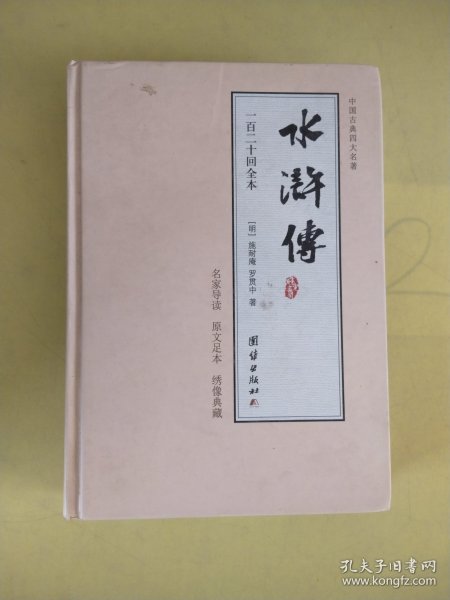 中国古典四大名著
水滸傳
一百二十回全本
［明］施耐庵 罗贯中 著
团结出版社
名家导读 原文足本 绣像典藏
孔夫子旧书网
www.kongfz.com